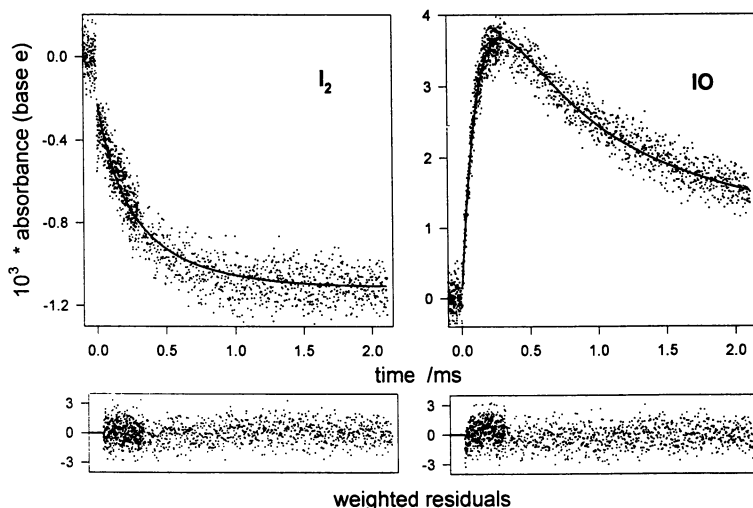 I₂
IO
10³ * absorbance (base e)
0.0
-0.4
-0.8
-1.2
4
3
2
1
0
0.0 0.5 1.0 1.5 2.0
0.0 0.5 1.0 1.5 2.0
time /ms
3
0
-3
3
0
-3
weighted residuals